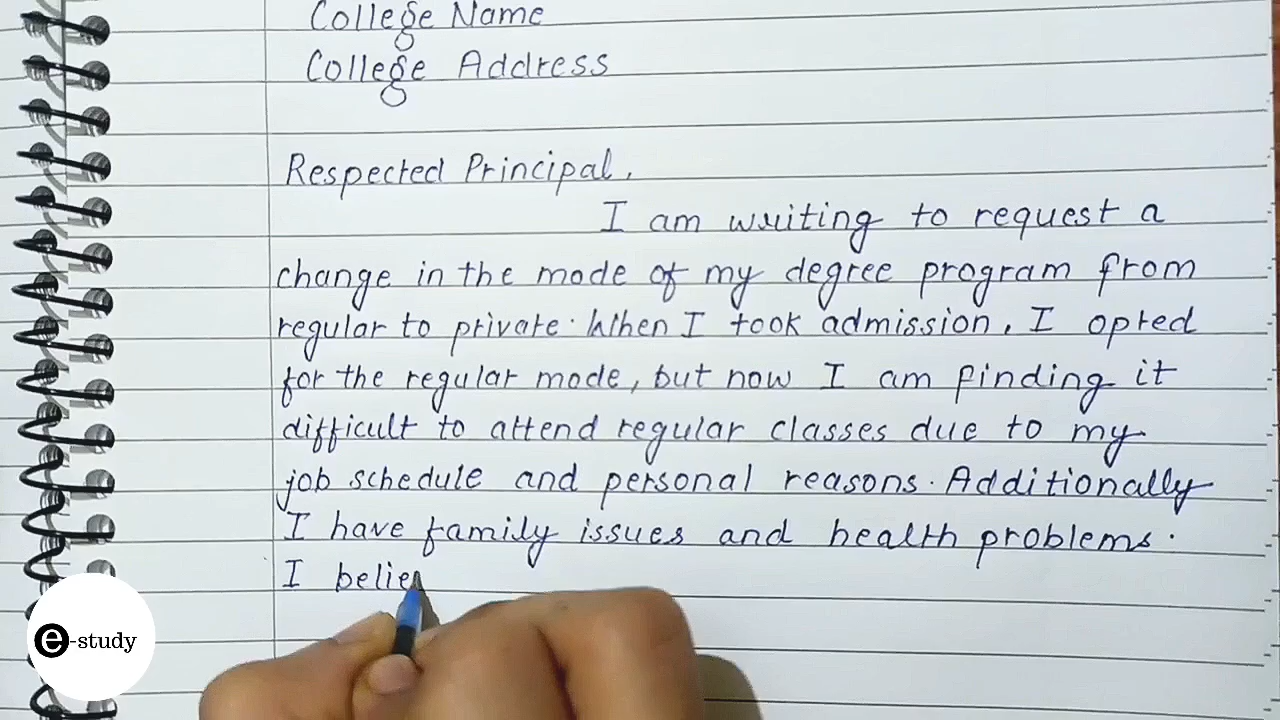 College Name
College Address
Respected Principal,
I am writing to request a
change in the mode of my degree program from
regular to private. When I took admission, I opted
for the regular mode, but now I am finding it
difficult to attend regular classes due to my
job schedule and personal reasons. Additionally
I have family issues and health problems.
I belie
e-study